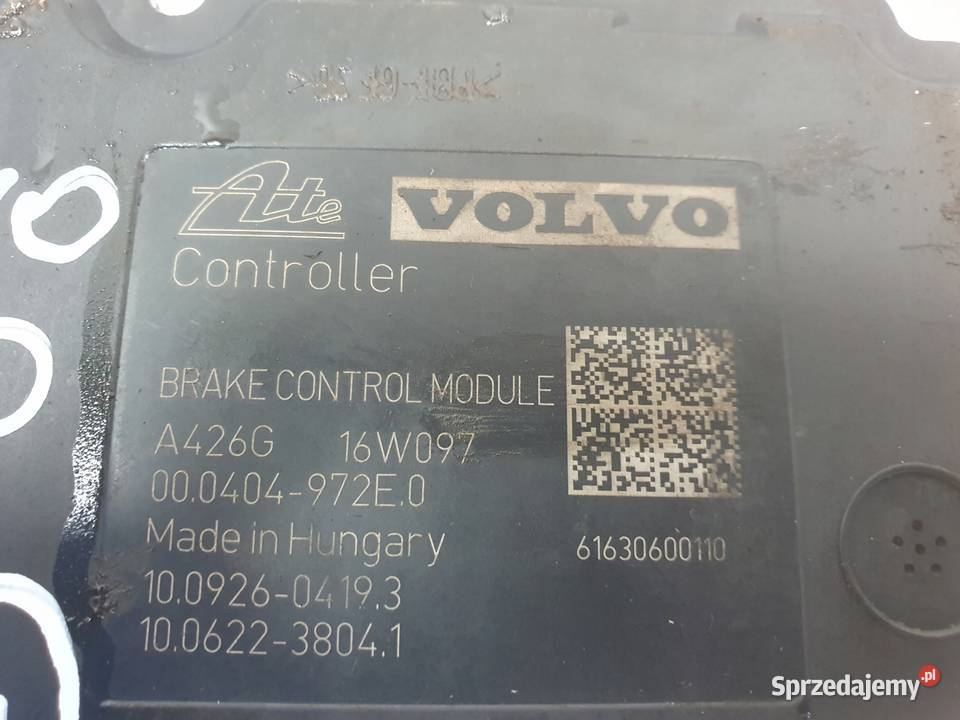 Ate VOLVO
Controller
BRAKE CONTROL MODULE
A426G 16W097
00.0404-972E.0
Made in Hungary
61630600110
10.0926-0419.3
10.0622-3804.1
Sprzedajemy.pl